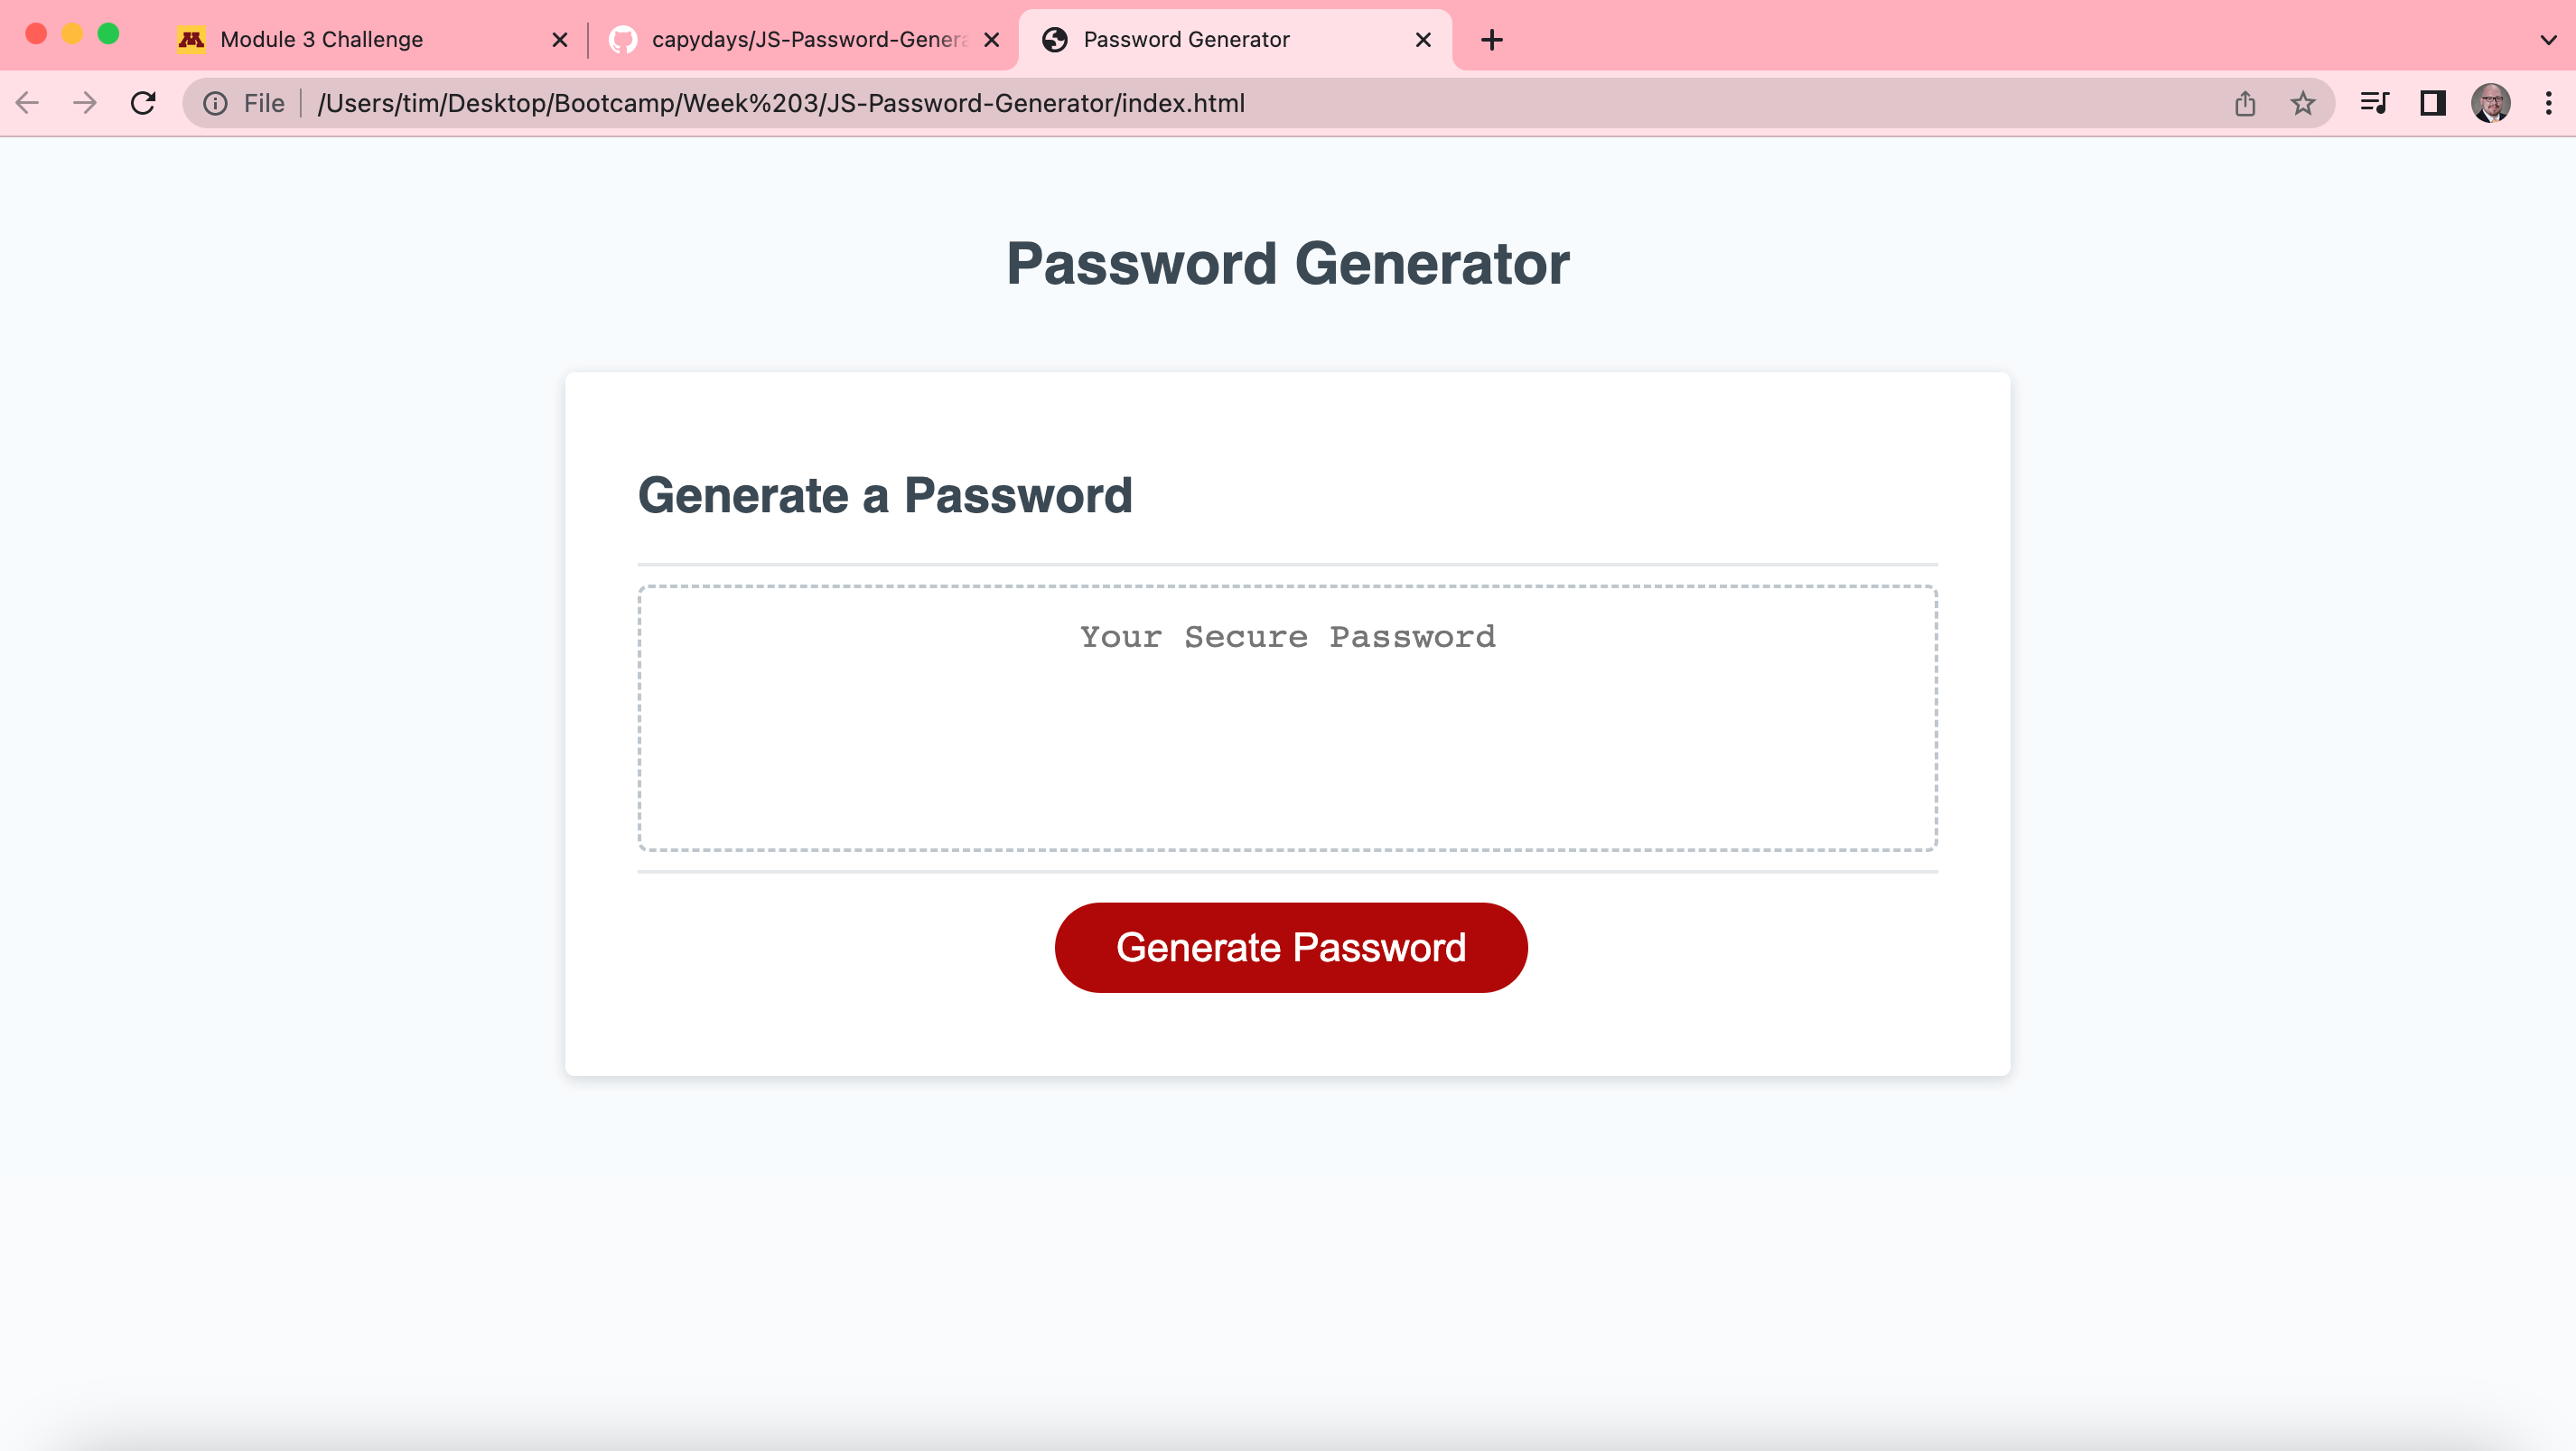 Module 3 Challenge
capydays/JS-Password-Genera
Password Generator
File
/Users/tim/Desktop/Bootcamp/Week%203/JS-Password-Generator/index.html
Password Generator
Generate a Password
Your Secure Password
Generate Password